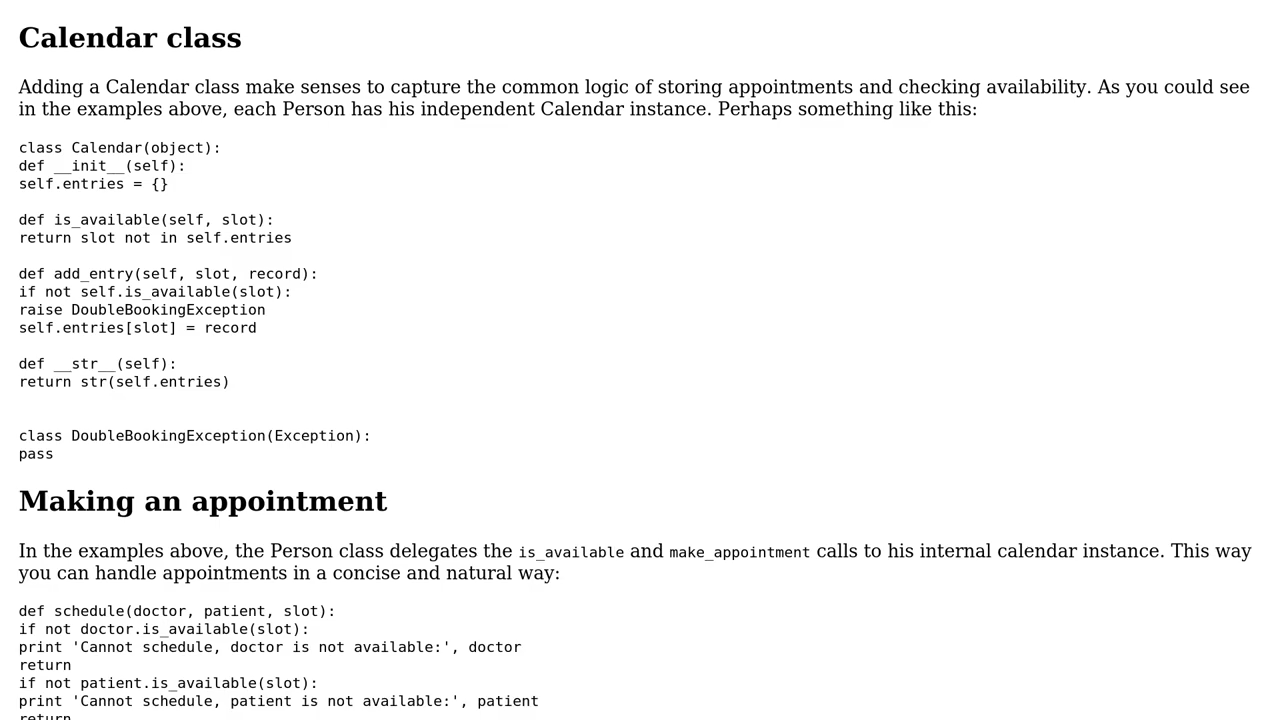 Calendar class
Adding a Calendar class make senses to capture the common logic of storing appointments and checking availability. As you could see
in the examples above, each Person has his independent Calendar instance. Perhaps something like this:
class Calendar(object):
def __init__(self):
self.entries = {}
def is_available(self, slot):
return slot not in self.entries
def add_entry(self, slot, record):
if not self.is_available(slot):
raise DoubleBookingException
self.entries[slot] = record
def __str__(self):
return str(self.entries)
class DoubleBookingException(Exception):
pass
Making an appointment
In the examples above, the Person class delegates the is_available and make_appointment calls to his internal calendar instance. This way
you can handle appointments in a concise and natural way:
def schedule(doctor, patient, slot):
if not doctor.is_available(slot):
print 'Cannot schedule, doctor is not available:', doctor
return
if not patient.is_available(slot):
print 'Cannot schedule, patient is not available:', patient
return